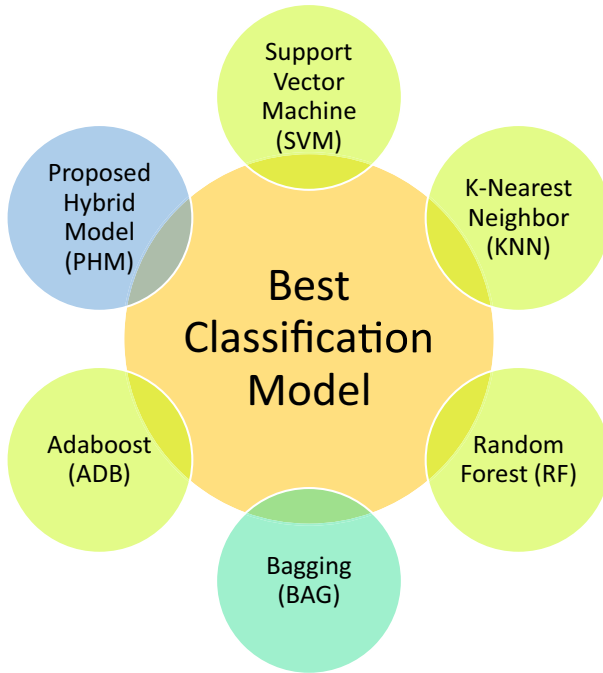 Support
Vector
Machine
(SVM)
Proposed
Hybrid
Model
(PHM)
K-Nearest
Neighbor
(KNN)
Best
Classification
Model
Adaboost
(ADB)
Random
Forest (RF)
Bagging
(BAG)